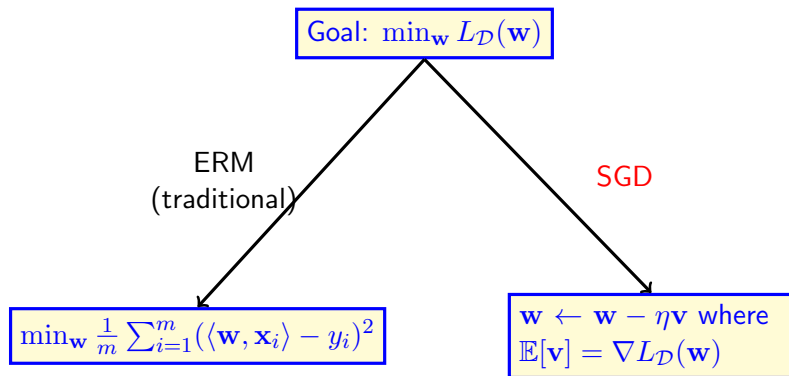 Goal: min_𝐰 L_𝒟(𝐰)
ERM
(traditional)
SGD
min_𝐰 1/m ∑_{i=1}^m (⟨𝐰, 𝐱_i⟩ − y_i)^2
𝐰 ← 𝐰 − η𝐯 where
𝔼[𝐯] = ∇L_𝒟(𝐰)